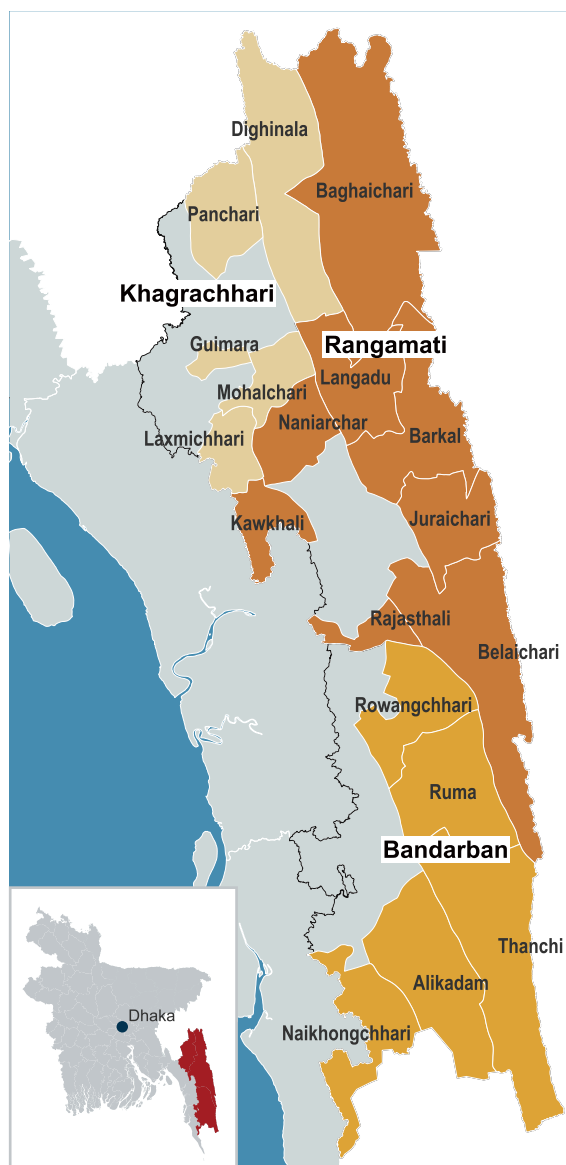 Dighinala
Baghaichari
Panchari
Khagrachhari
Guimara
Rangamati
Mohalchari
Langadu
Naniarchar
Laxmichhari
Barkal
Kawkhali
Juraichari
Rajasthali
Belaichari
Rowangchhari
Ruma
Bandarban
Thanchi
Alikadam
Naikhongchhari
Dhaka